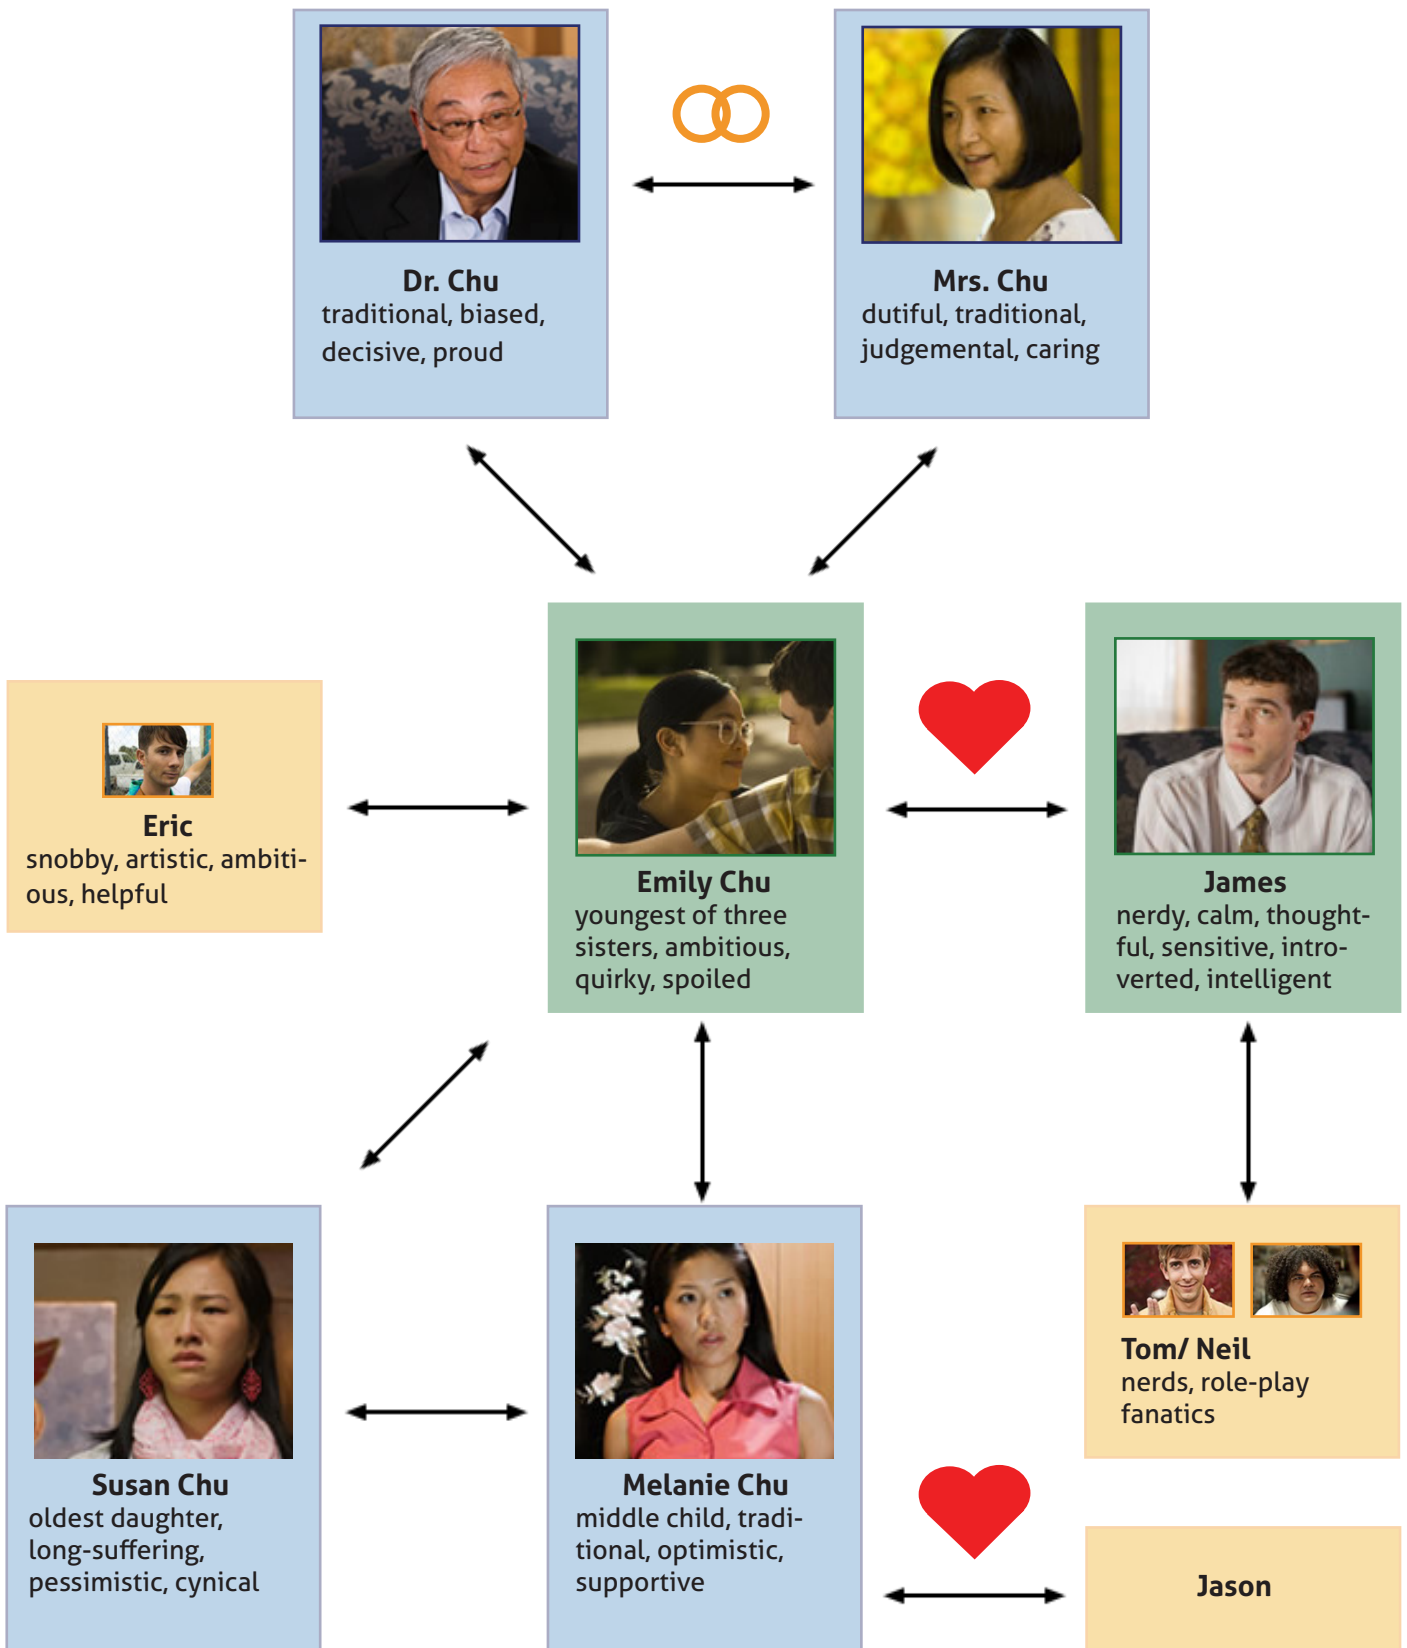 Dr. Chu
traditional, biased,
decisive, proud
Mrs. Chu
dutiful, traditional,
judgemental, caring
Eric
snobby, artistic, ambiti-
ous, helpful
Emily Chu
youngest of three
sisters, ambitious,
quirky, spoiled
James
nerdy, calm, thought-
ful, sensitive, intro-
verted, intelligent
Susan Chu
oldest daughter,
long-suffering,
pessimistic, cynical
Melanie Chu
middle child, tradi-
tional, optimistic,
supportive
Tom/ Neil
nerds, role-play
fanatics
Jason